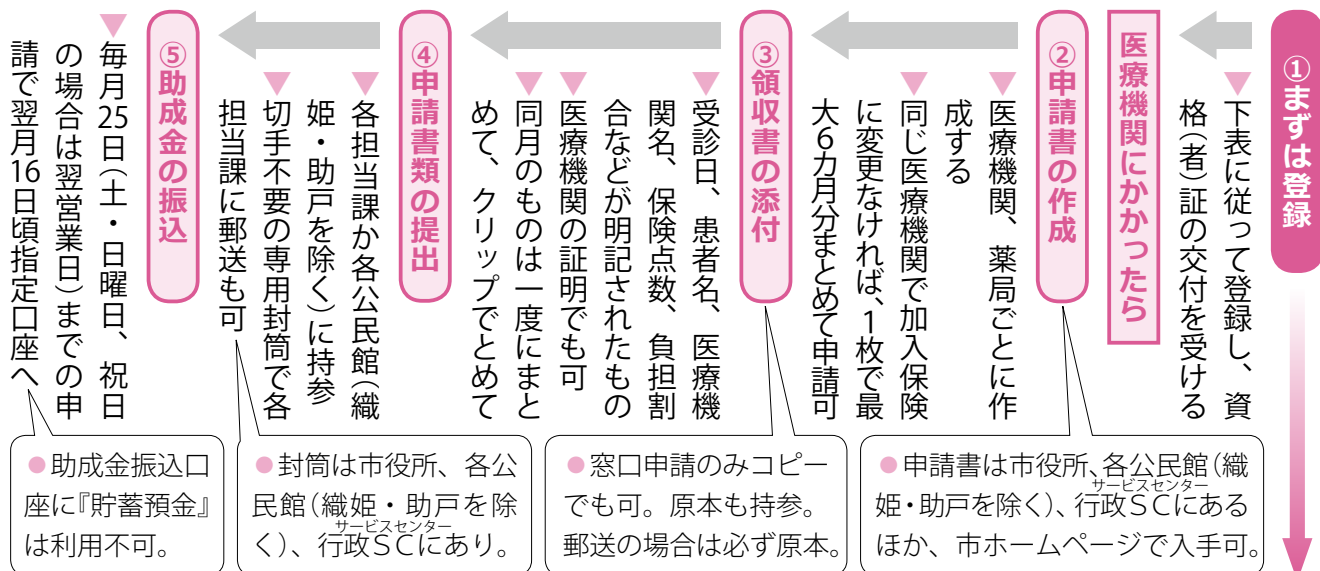 ①まずは登録
▼下表に従って登録し、資
格(者)証の交付を受ける
医療機関にかかったら
②申請書の作成
▼医療機関、薬局ごとに作
成する
▼同じ医療機関で加入保険
に変更なければ、1枚で最
大6カ月分まとめて申請可
●申請書は市役所、各公民館(織
姫・助戸を除く)、行政SCにある
サービスセンター
ほか、市ホームページで入手可。
③領収書の添付
▼受診日、患者名、医療機
関名、保険点数、負担割
合などが明記されたもの
▼医療機関の証明でも可
▼同月のものは一度にまと
めて、クリップでとめて
●窓口申請のみコピー
でも可。原本も持参。
郵送の場合は必ず原本。
④申請書類の提出
▼各担当課か各公民館(織
姫・助戸を除く)に持参
▼切手不要の専用封筒で各
担当課に郵送も可
●封筒は市役所、各公
民館(織姫・助戸を除
く)、行政SCにあり。
サービスセンター
⑤助成金の振込
▼毎月25日(土・日曜日、祝日
の場合は翌営業日)までの申
請で翌月16日頃指定口座へ
●助成金振込口
座に『貯蓄預金』
は利用不可。